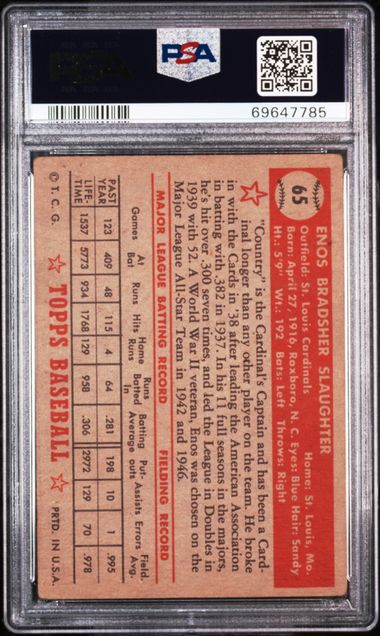 PSA
69647785
65
ENOS BRADSHER SLAUGHTER
Outfield: St. Louis Cardinals Home: St. Louis, Mo.
Born: April 27, 1916, Roxboro, N. C. Eyes: Blue Hair: Sandy
Ht.: 5'9" Wt.: 192 Bats: Left Throws: Right
"Country" is the Cardinal's Captain and has been a Card-
inal longer than any other player on the team. He broke
in with the Cards in '38 after leading the American Association
in batting with .382 in 1937. In his 11 full seasons in the majors,
he's hit over .300 seven times, and led the League in Doubles in
1939 with 52. A World War II veteran, Enos was chosen on the
Major League All-Star Team in 1942 and 1946.
MAJOR LEAGUE BATTING RECORD FIELDING RECORD
Games At Bat Runs Hits Home Runs Runs Batted In Batting Average Put-outs Assists Errors Field. Avg.
PAST YEAR 123 409 48 115 4 64 .281 198 10 1 .995
LIFE-TIME 1537 5773 934 1768 129 958 .306 2972 129 70 .978
© T. C. G. TOPPS BASEBALL PRTD. IN U.S.A.